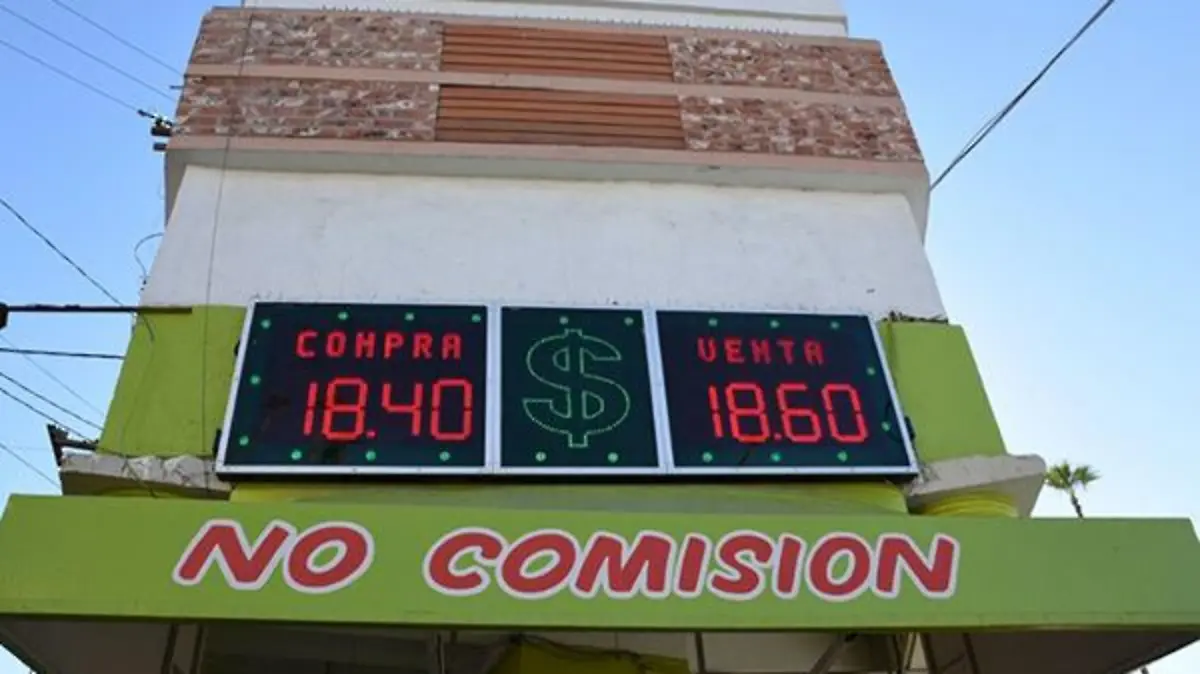 COMPRA
18.40
$
VENTA
18.60
NO COMISION